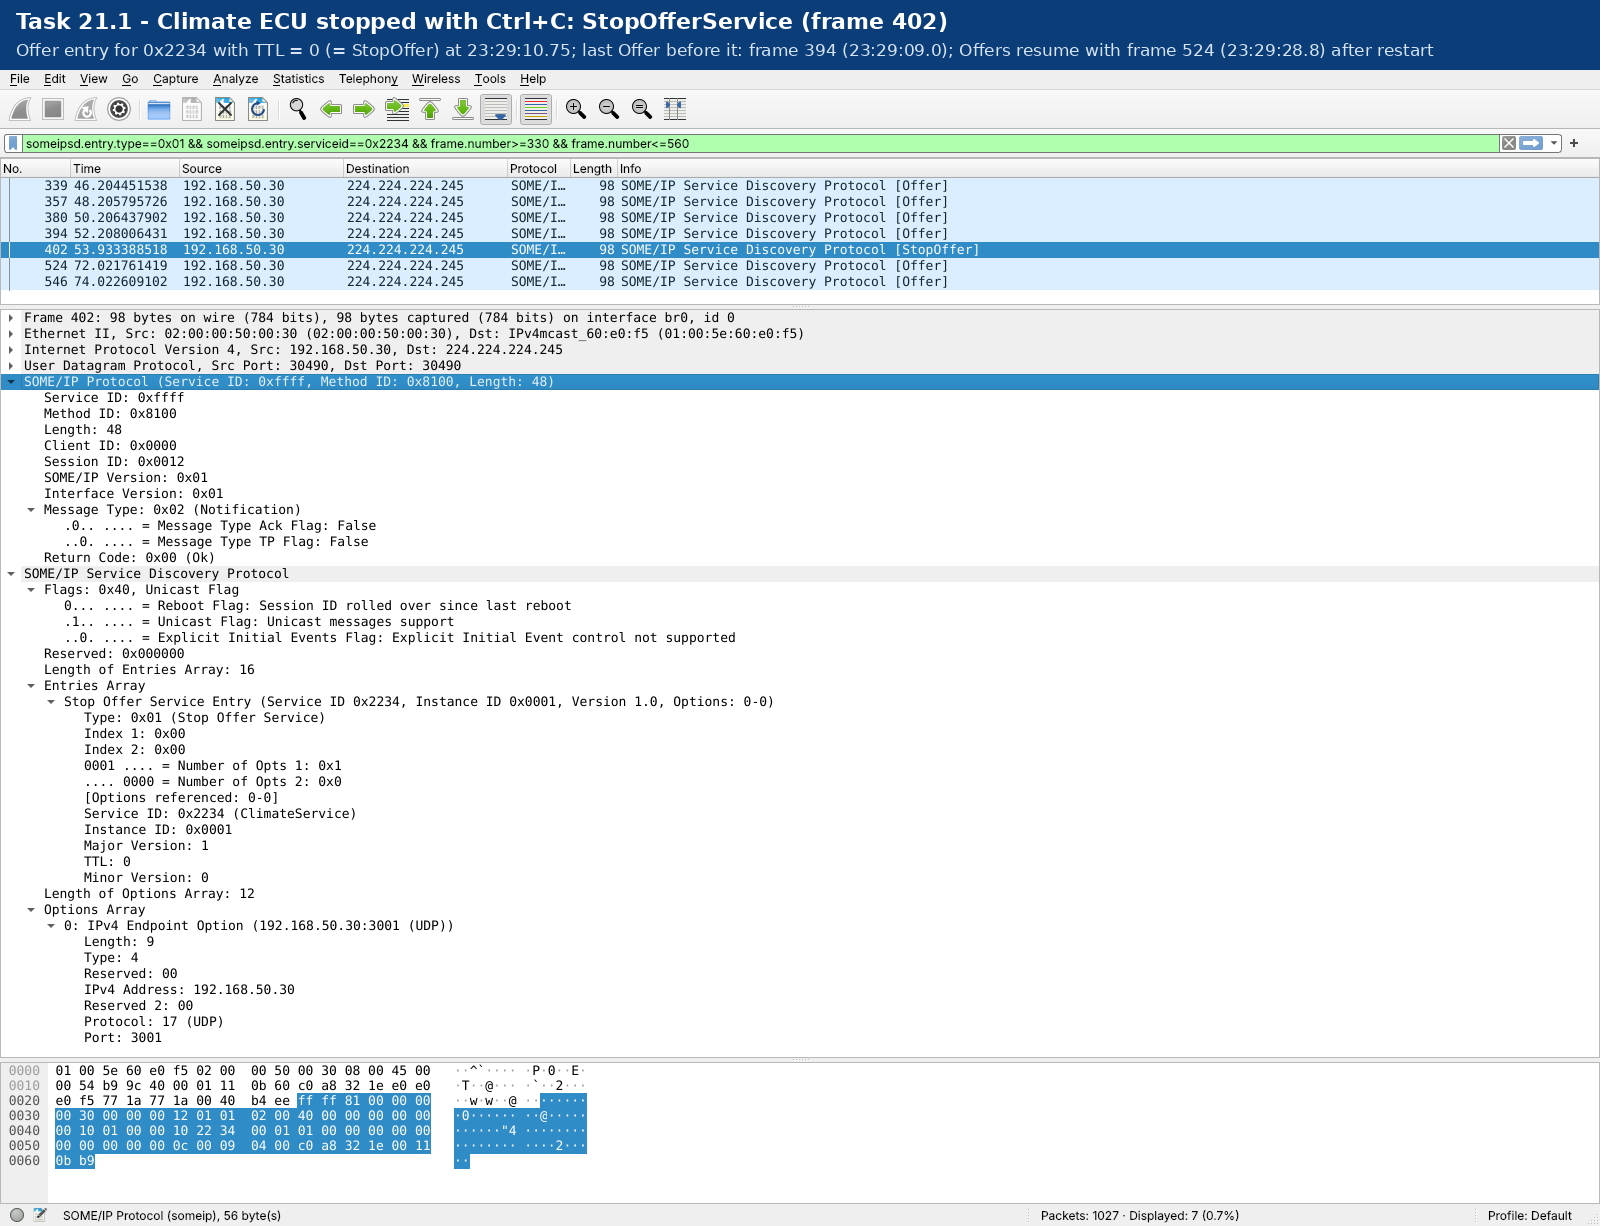 Task 21.1 - Climate ECU stopped with Ctrl+C: StopOfferService (frame 402)
Offer entry for 0x2234 with TTL = 0 (= StopOffer) at 23:29:10.75; last Offer before it: frame 394 (23:29:09.0); Offers resume with frame 524 (23:29:28.8) after restart
File Edit View Go Capture Analyze Statistics Telephony Wireless Tools Help
someipsd.entry.type==0x01 && someipsd.entry.serviceid==0x2234 && frame.number>=330 && frame.number<=560
No. Time Source Destination Protocol Length Info
339 46.204451538 192.168.50.30 224.224.224.245 SOME/I… 98 SOME/IP Service Discovery Protocol [Offer]
357 48.205795726 192.168.50.30 224.224.224.245 SOME/I… 98 SOME/IP Service Discovery Protocol [Offer]
380 50.206437902 192.168.50.30 224.224.224.245 SOME/I… 98 SOME/IP Service Discovery Protocol [Offer]
394 52.208006431 192.168.50.30 224.224.224.245 SOME/I… 98 SOME/IP Service Discovery Protocol [Offer]
402 53.933388518 192.168.50.30 224.224.224.245 SOME/I… 98 SOME/IP Service Discovery Protocol [StopOffer]
524 72.021761419 192.168.50.30 224.224.224.245 SOME/I… 98 SOME/IP Service Discovery Protocol [Offer]
546 74.022609102 192.168.50.30 224.224.224.245 SOME/I… 98 SOME/IP Service Discovery Protocol [Offer]
Frame 402: 98 bytes on wire (784 bits), 98 bytes captured (784 bits) on interface br0, id 0
Ethernet II, Src: 02:00:00:50:00:30 (02:00:00:50:00:30), Dst: IPv4mcast_60:e0:f5 (01:00:5e:60:e0:f5)
Internet Protocol Version 4, Src: 192.168.50.30, Dst: 224.224.224.245
User Datagram Protocol, Src Port: 30490, Dst Port: 30490
SOME/IP Protocol (Service ID: 0xffff, Method ID: 0x8100, Length: 48)
Service ID: 0xffff
Method ID: 0x8100
Length: 48
Client ID: 0x0000
Session ID: 0x0012
SOME/IP Version: 0x01
Interface Version: 0x01
Message Type: 0x02 (Notification)
.0.. .... = Message Type Ack Flag: False
..0. .... = Message Type TP Flag: False
Return Code: 0x00 (Ok)
SOME/IP Service Discovery Protocol
Flags: 0x40, Unicast Flag
0... .... = Reboot Flag: Session ID rolled over since last reboot
.1.. .... = Unicast Flag: Unicast messages support
..0. .... = Explicit Initial Events Flag: Explicit Initial Event control not supported
Reserved: 0x000000
Length of Entries Array: 16
Entries Array
Stop Offer Service Entry (Service ID 0x2234, Instance ID 0x0001, Version 1.0, Options: 0-0)
Type: 0x01 (Stop Offer Service)
Index 1: 0x00
Index 2: 0x00
0001 .... = Number of Opts 1: 0x1
.... 0000 = Number of Opts 2: 0x0
[Options referenced: 0-0]
Service ID: 0x2234 (ClimateService)
Instance ID: 0x0001
Major Version: 1
TTL: 0
Minor Version: 0
Length of Options Array: 12
Options Array
0: IPv4 Endpoint Option (192.168.50.30:3001 (UDP))
Length: 9
Type: 4
Reserved: 00
IPv4 Address: 192.168.50.30
Reserved 2: 00
Protocol: 17 (UDP)
Port: 3001
0000 01 00 5e 60 e0 f5 02 00 00 50 00 30 08 00 45 00 ··^`···· ·P·0··E·
0010 00 54 b9 9c 40 00 01 11 0b 60 c0 a8 32 1e e0 e0 ·T··@··· ·`··2···
0020 e0 f5 77 1a 77 1a 00 40 b4 ee ff ff 81 00 00 00 ··w·w··@ ········
0030 00 30 00 00 00 12 01 01 02 00 40 00 00 00 00 00 ·0······ ··@·····
0040 00 10 01 00 00 10 22 34 00 01 01 00 00 00 00 00 ······"4 ········
0050 00 00 00 00 00 0c 00 09 04 00 c0 a8 32 1e 00 11 ········ ····2···
0060 0b b9 ··
SOME/IP Protocol (someip), 56 byte(s) Packets: 1027 · Displayed: 7 (0.7%) Profile: Default